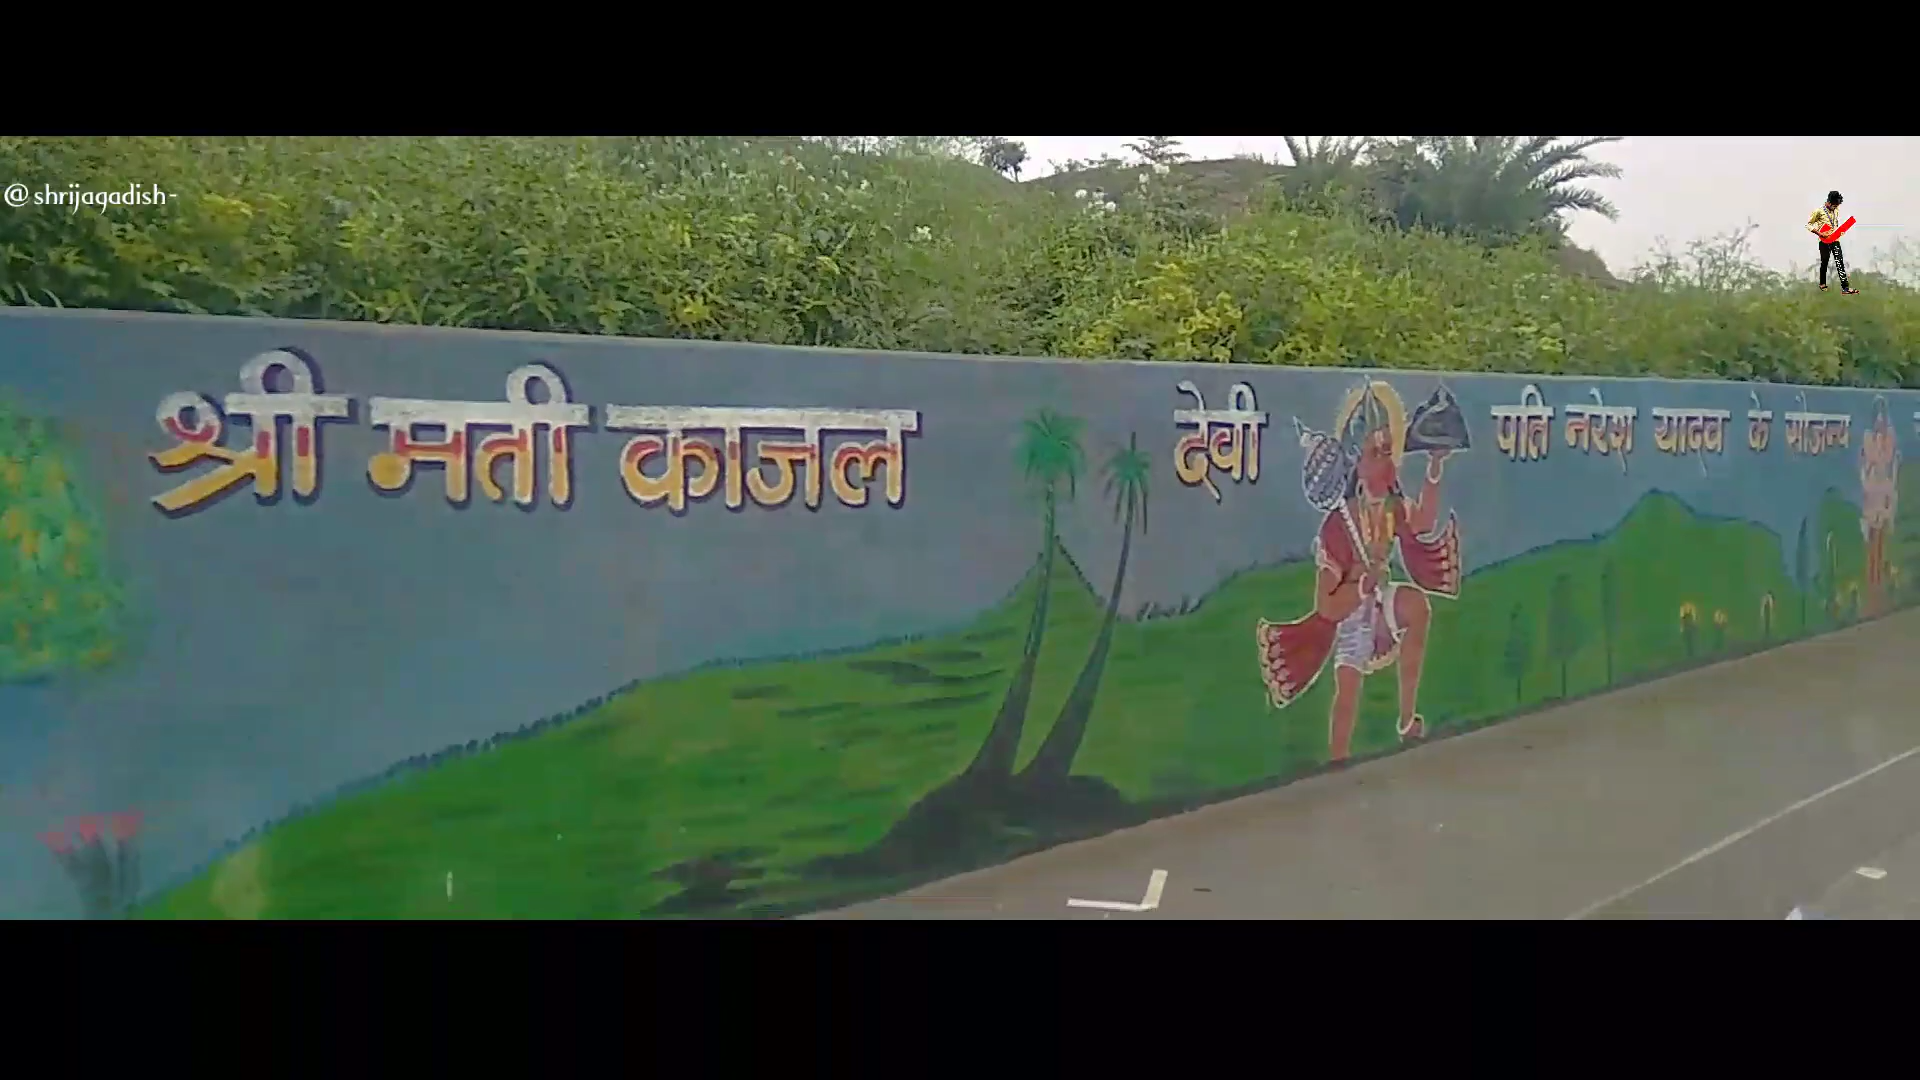 @shrijagadish-
श्री मती काजल देवी पति नरेश यादव के सोजन्य